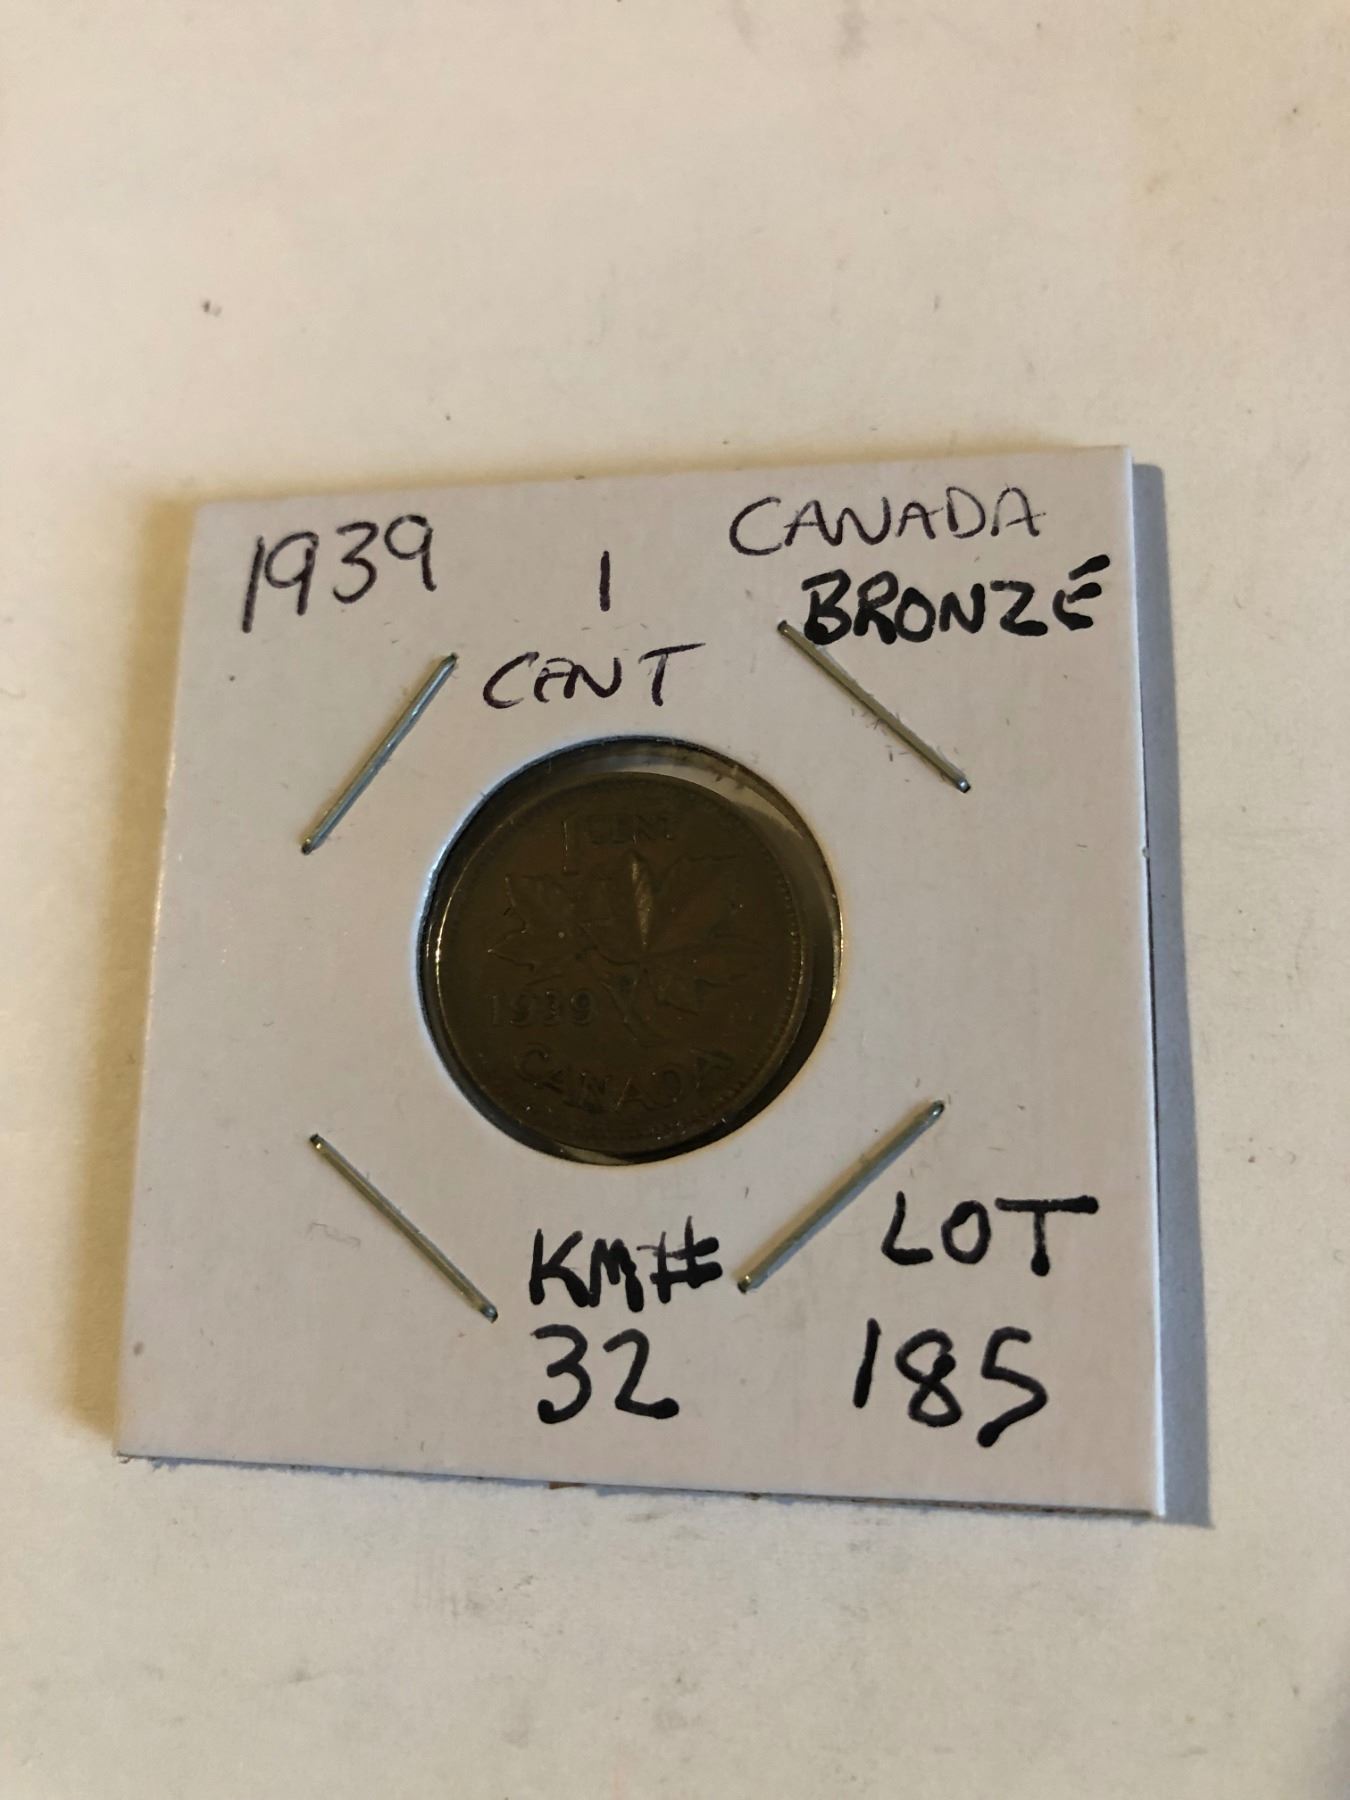 1939
1
CENT
CANADA
BRONZE
1 CENT
1939
CANADA
KM#
32
LOT
185